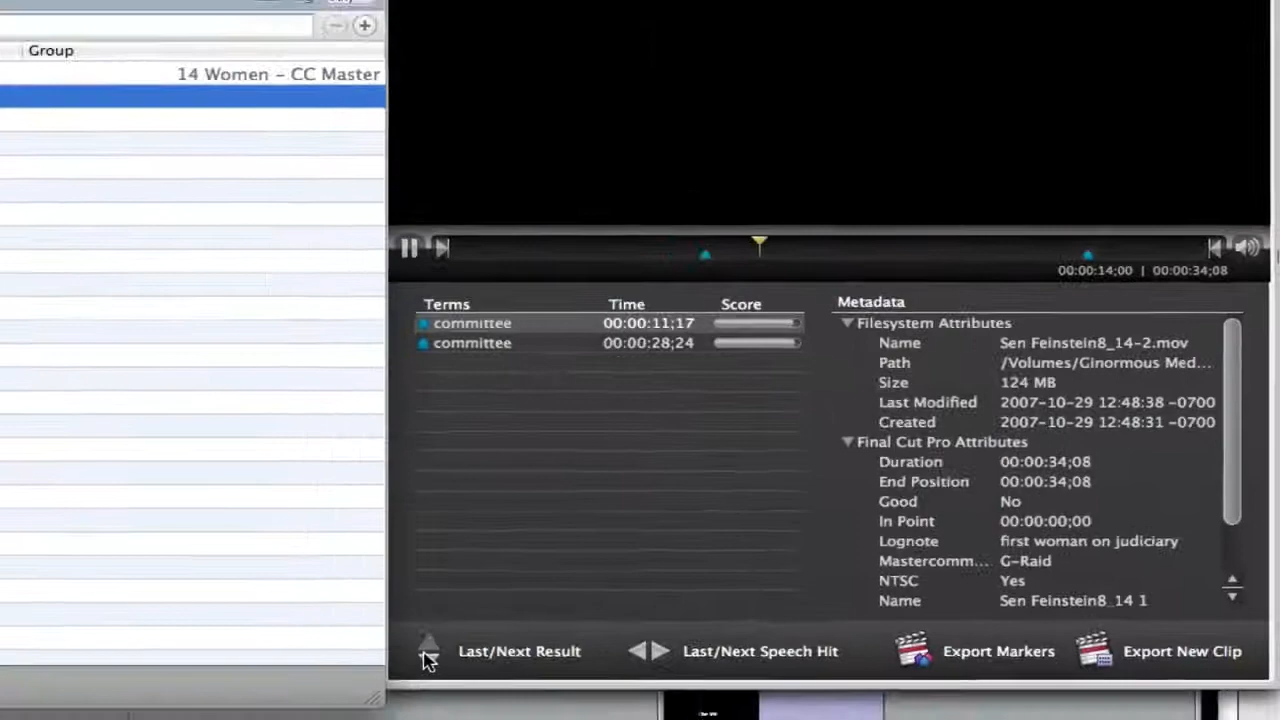 Group
14 Women – CC Master
00:00:14;00 | 00:00:34;08
Terms Time Score
committee 00:00:11;17
committee 00:00:28;24
Metadata
Filesystem Attributes
Name Sen Feinstein8_14-2.mov
Path /Volumes/Ginormous Med...
Size 124 MB
Last Modified 2007-10-29 12:48:38 -0700
Created 2007-10-29 12:48:31 -0700
Final Cut Pro Attributes
Duration 00:00:34;08
End Position 00:00:34;08
Good No
In Point 00:00:00;00
Lognote first woman on judiciary
Mastercomm... G-Raid
NTSC Yes
Name Sen Feinstein8_14 1
Last/Next Result
Last/Next Speech Hit
Export Markers
Export New Clip